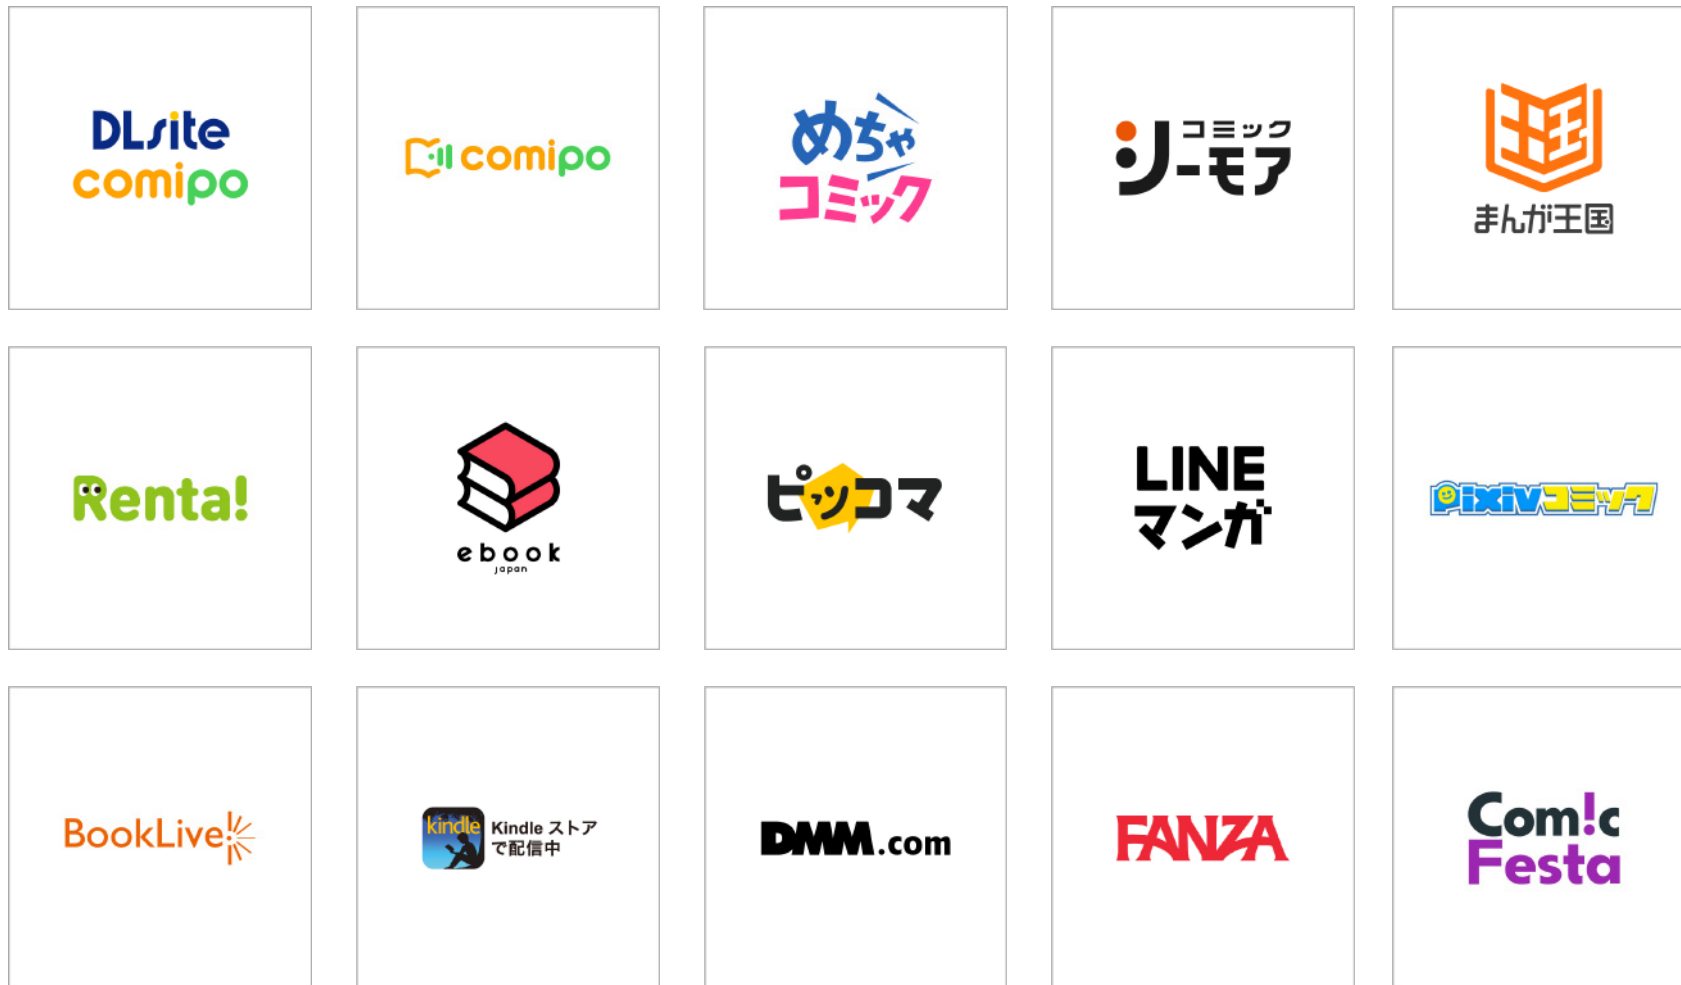 DLsite
comipo
comipo
めちゃ
コミック
コミック
シーモア
王国
まんが王国
Renta!
ebook
japan
ピッコマ
LINE
マンガ
pixivコミック
BookLive!
kindle
Kindle ストア
で配信中
DMM.com
FANZA
Com!c
Festa